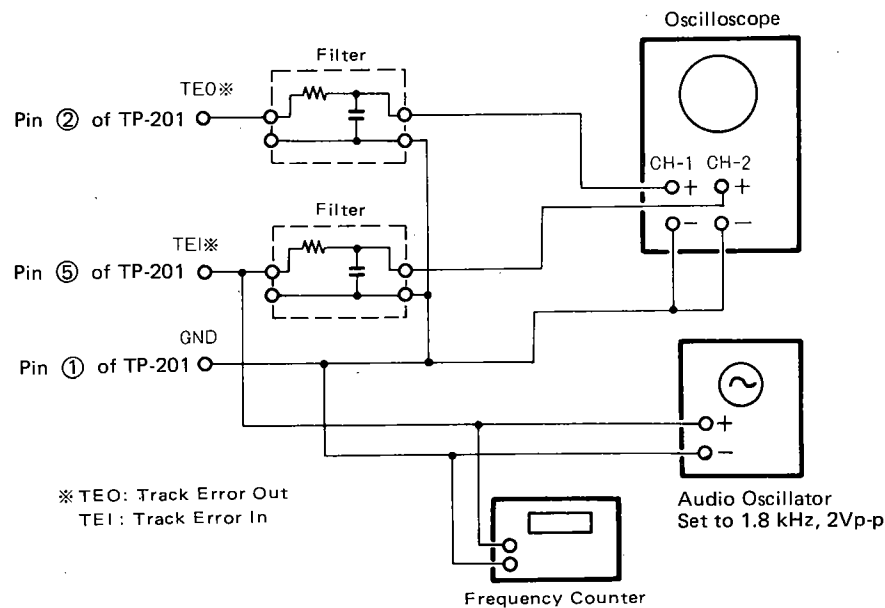 Oscilloscope
Filter
TEO※
Pin ② of TP-201
CH-1 CH-2
+ +
− −
Filter
TEI※
Pin ⑤ of TP-201
GND
Pin ① of TP-201
+
−
※ TEO: Track Error Out
TEI : Track Error In
Audio Oscillator
Set to 1.8 kHz, 2Vp-p
Frequency Counter